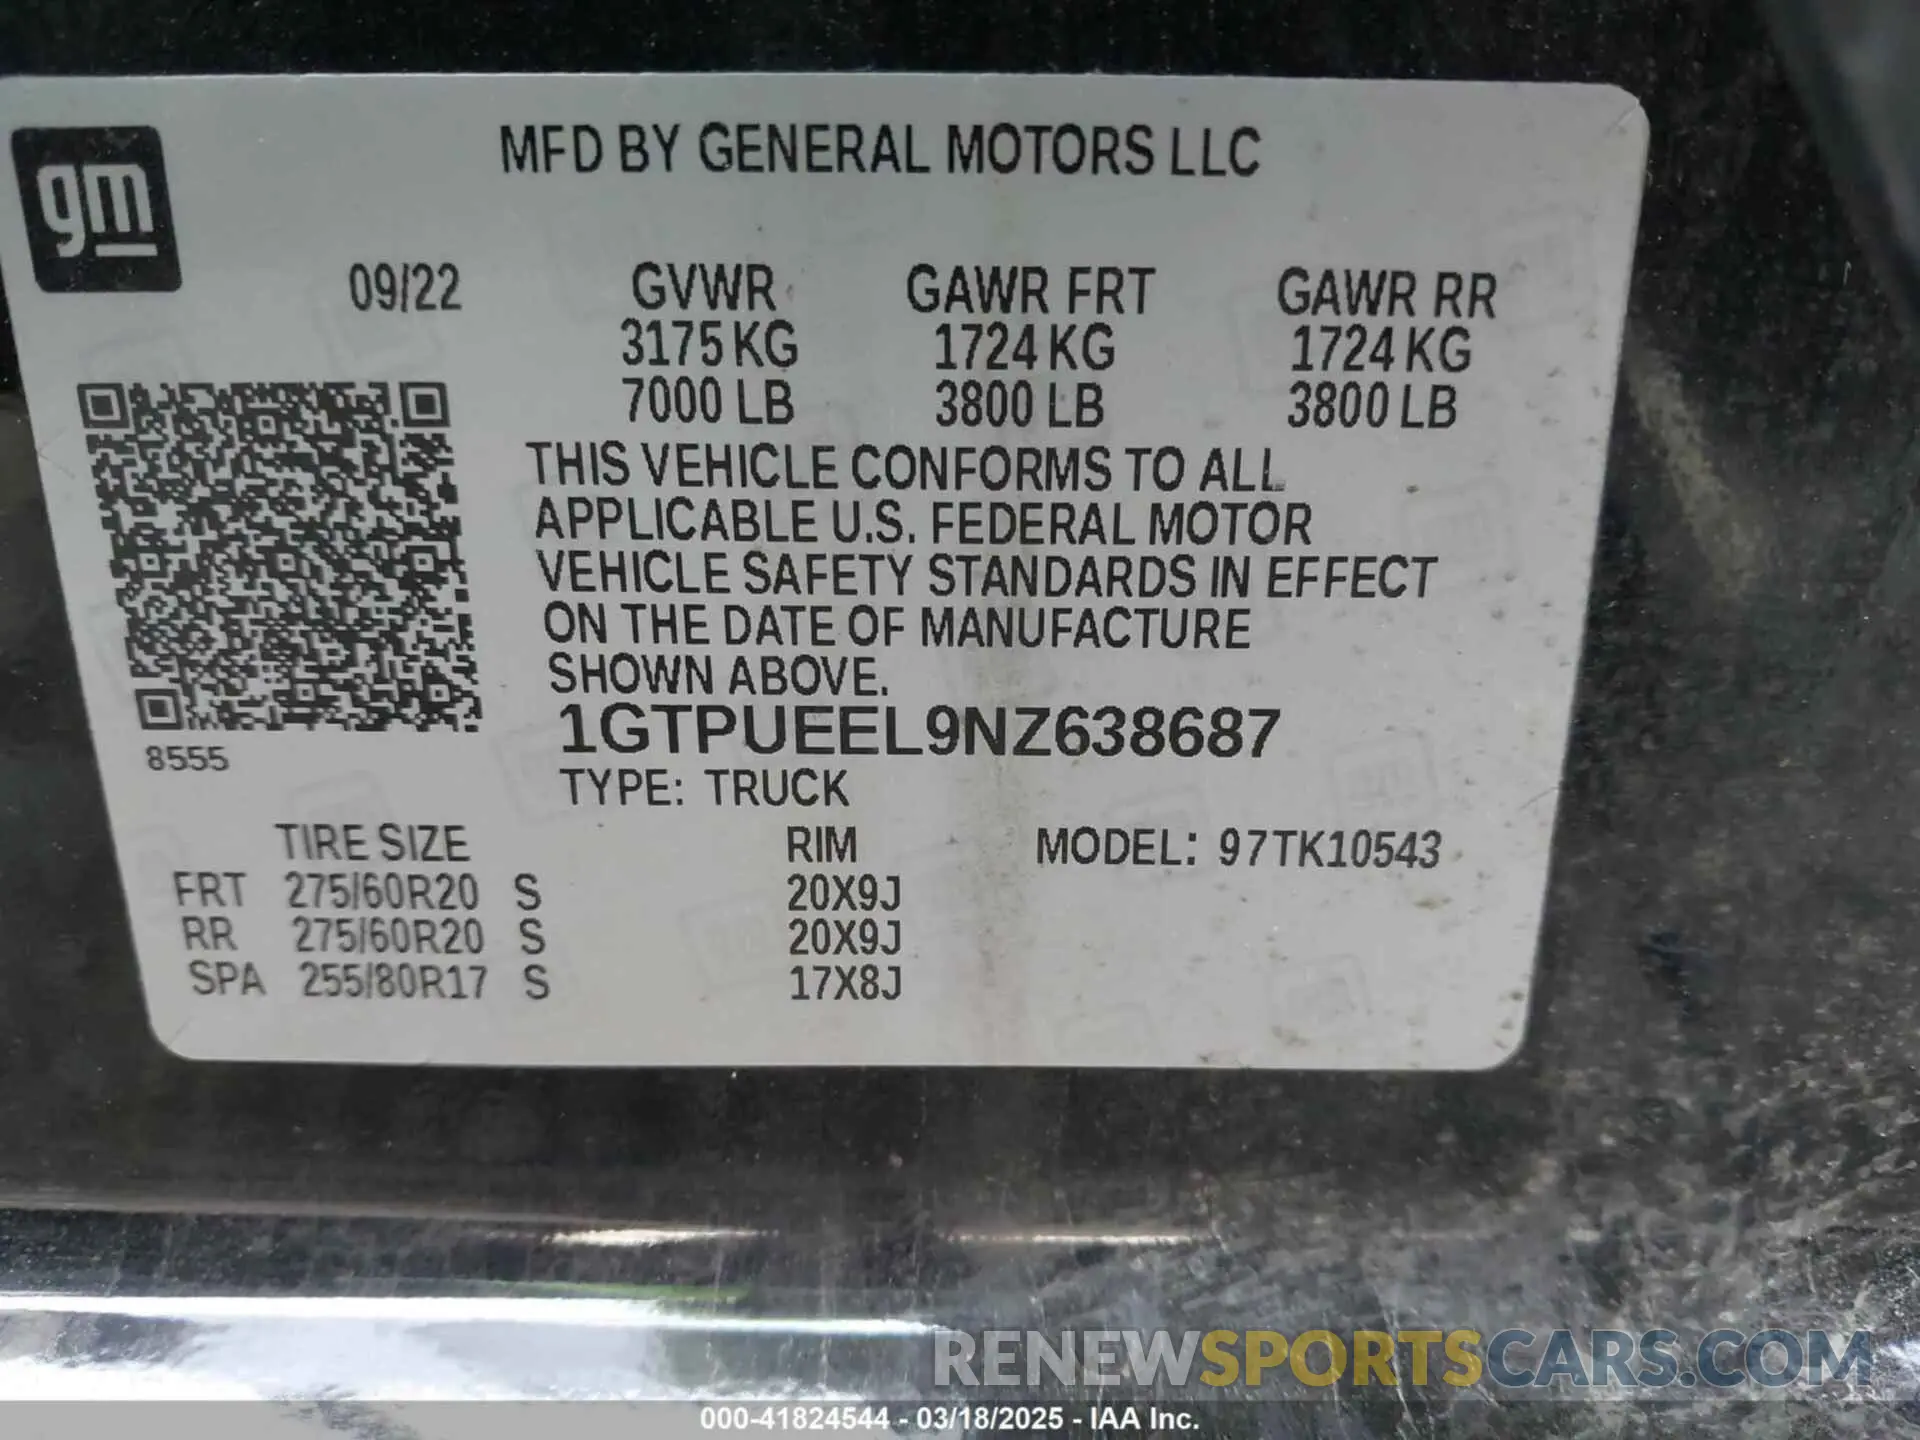 gm
MFD BY GENERAL MOTORS LLC
09/22 GVWR GAWR FRT GAWR RR
3175 KG 1724 KG 1724 KG
7000 LB 3800 LB 3800 LB
THIS VEHICLE CONFORMS TO ALL
APPLICABLE U.S. FEDERAL MOTOR
VEHICLE SAFETY STANDARDS IN EFFECT
ON THE DATE OF MANUFACTURE
SHOWN ABOVE.
1GTPUEEL9NZ638687
8555
TYPE: TRUCK
TIRE SIZE RIM MODEL: 97TK10543
FRT 275/60R20 S 20X9J
RR 275/60R20 S 20X9J
SPA 255/80R17 S 17X8J
RENEWSPORTSCARS.COM
000-41824544 - 03/18/2025 - IAA Inc.